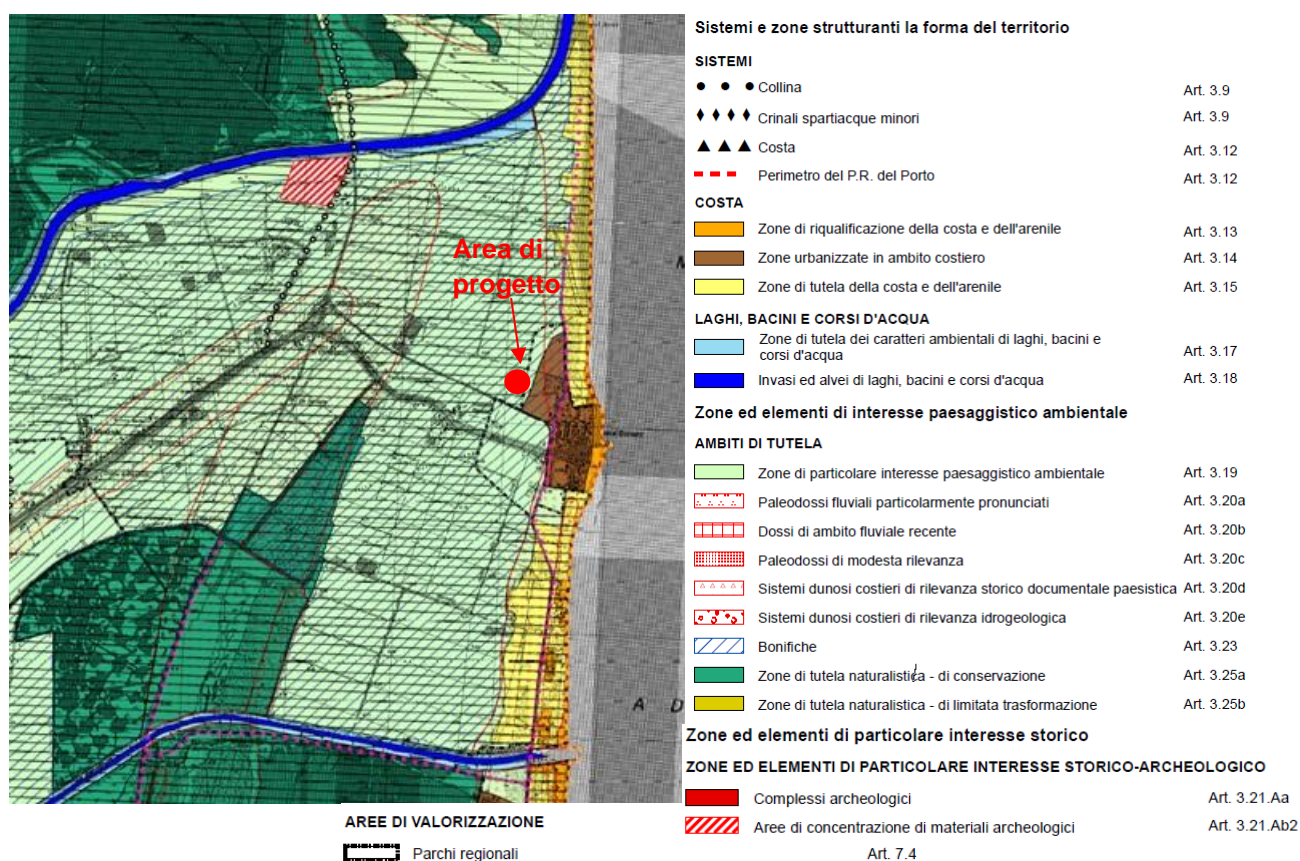 Area di
progetto
M
A D
Sistemi e zone strutturanti la forma del territorio
SISTEMI
Collina Art. 3.9
Crinali spartiacque minori Art. 3.9
Costa Art. 3.12
Perimetro del P.R. del Porto Art. 3.12
COSTA
Zone di riqualificazione della costa e dell'arenile Art. 3.13
Zone urbanizzate in ambito costiero Art. 3.14
Zone di tutela della costa e dell'arenile Art. 3.15
LAGHI, BACINI E CORSI D'ACQUA
Zone di tutela dei caratteri ambientali di laghi, bacini e
corsi d'acqua Art. 3.17
Invasi ed alvei di laghi, bacini e corsi d'acqua Art. 3.18
Zone ed elementi di interesse paesaggistico ambientale
AMBITI DI TUTELA
Zone di particolare interesse paesaggistico ambientale Art. 3.19
Paleodossi fluviali particolarmente pronunciati Art. 3.20a
Dossi di ambito fluviale recente Art. 3.20b
Paleodossi di modesta rilevanza Art. 3.20c
Sistemi dunosi costieri di rilevanza storico documentale paesistica Art. 3.20d
Sistemi dunosi costieri di rilevanza idrogeologica Art. 3.20e
Bonifiche Art. 3.23
Zone di tutela naturalistica - di conservazione Art. 3.25a
Zone di tutela naturalistica - di limitata trasformazione Art. 3.25b
Zone ed elementi di particolare interesse storico
ZONE ED ELEMENTI DI PARTICOLARE INTERESSE STORICO-ARCHEOLOGICO
Complessi archeologici Art. 3.21.Aa
Aree di concentrazione di materiali archeologici Art. 3.21.Ab2
AREE DI VALORIZZAZIONE
Parchi regionali Art. 7.4